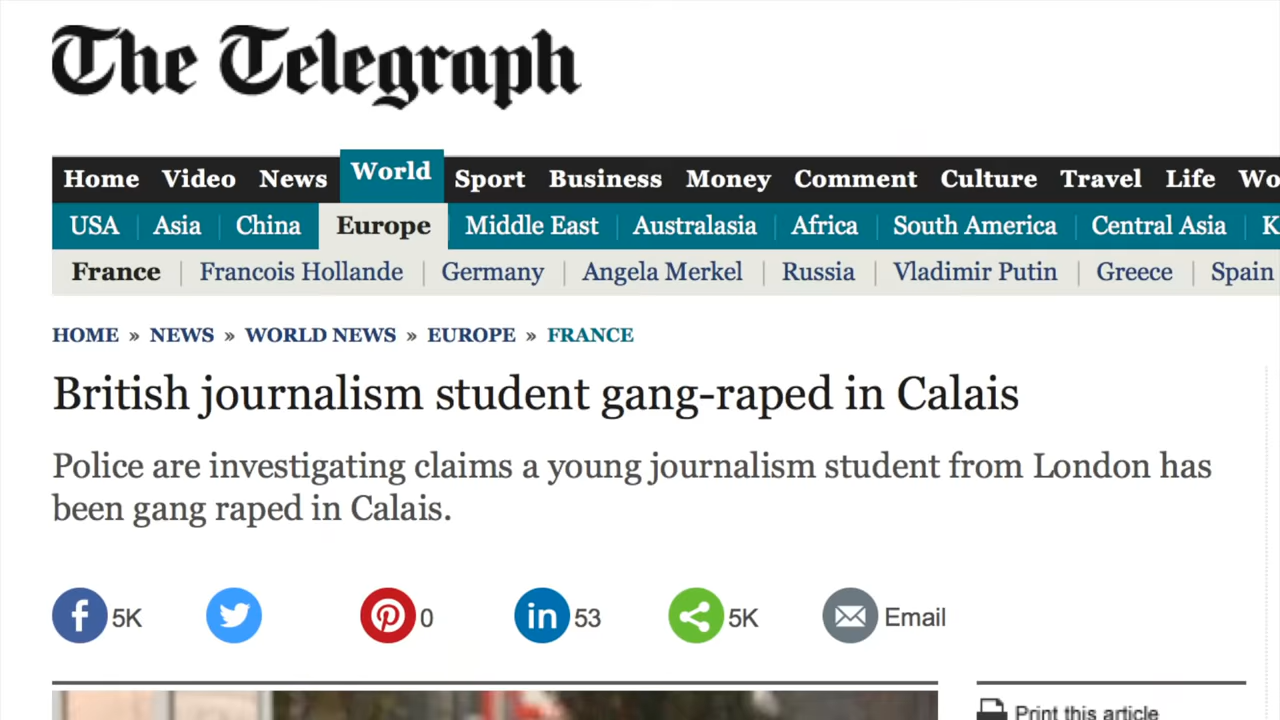 The Telegraph
Home Video News World Sport Business Money Comment Culture Travel Life Wo
USA Asia China Europe Middle East Australasia Africa South America Central Asia K
France Francois Hollande Germany Angela Merkel Russia Vladimir Putin Greece Spain
HOME » NEWS » WORLD NEWS » EUROPE » FRANCE
British journalism student gang-raped in Calais
Police are investigating claims a young journalism student from London has
been gang raped in Calais.
f 5K 0 in 53 5K Email
Print this article